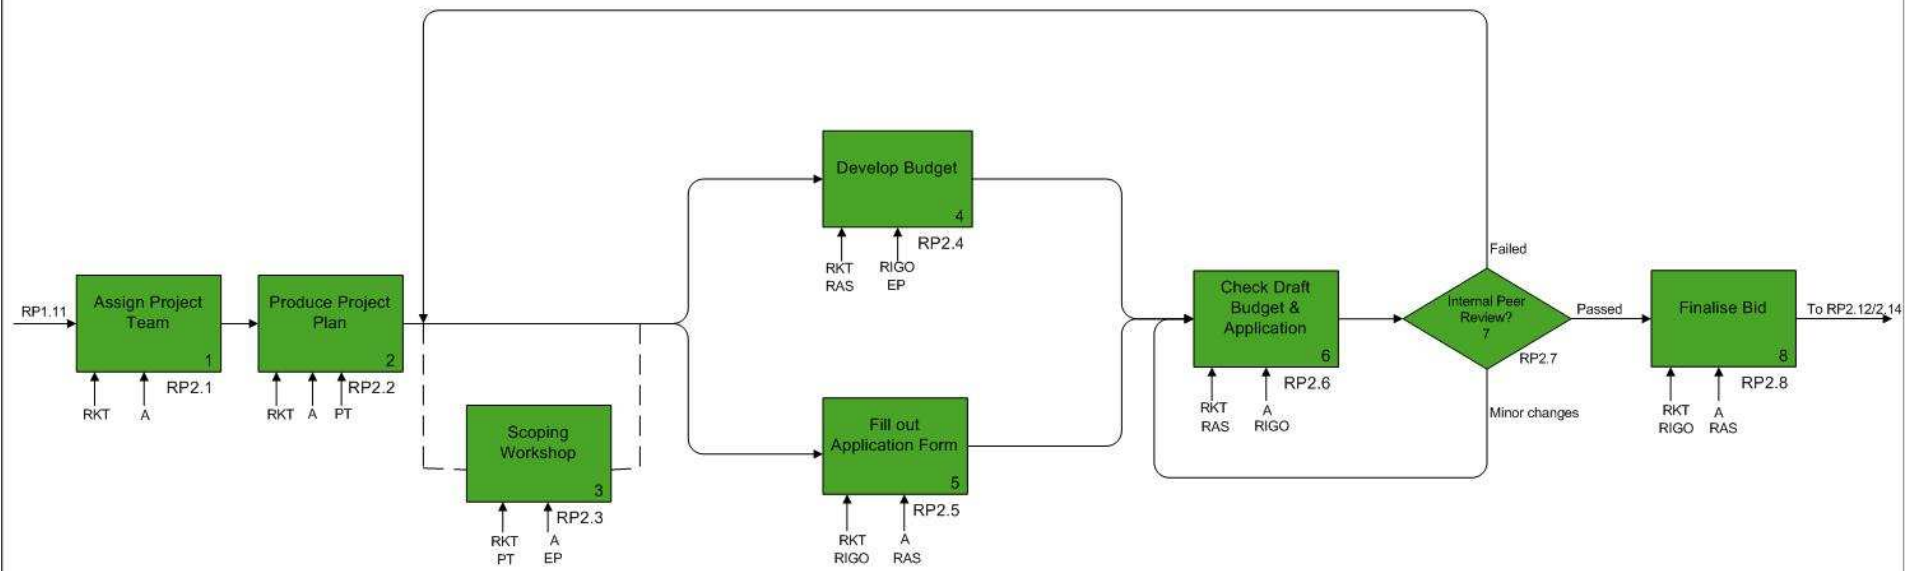 RP1.11
Assign Project
Team
1
RP2.1
RKT
A
Produce Project
Plan
2
RP2.2
RKT
A
PT
Scoping
Workshop
3
RP2.3
RKT
PT
A
EP
Develop Budget
4
RP2.4
RKT
RAS
RIGO
EP
Fill out
Application Form
5
RP2.5
RKT
RIGO
A
RAS
Check Draft
Budget &
Application
6
RP2.6
RKT
RAS
A
RIGO
Failed
Internal Peer
Review?
7
RP2.7
Passed
Minor changes
Finalise Bid
8
RP2.8
RKT
RIGO
A
RAS
To RP2.12/2.14